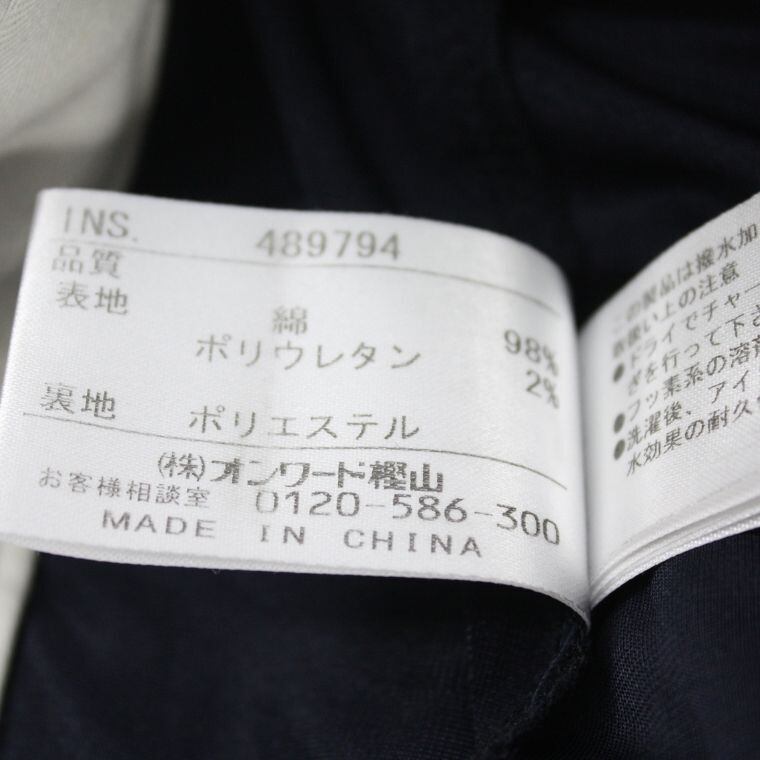 INS. 489794
品質
表地 綿 98%
ポリウレタン 2%
裏地 ポリエステル
(株)オンワード樫山
お客様相談室 0120-586-300
MADE IN CHINA
この製品は撥水加
取扱い上の注意
●ドライでチャー
ジを行って下さ
●フッ素系の溶剤
●洗濯後、アイ
水効果の耐久